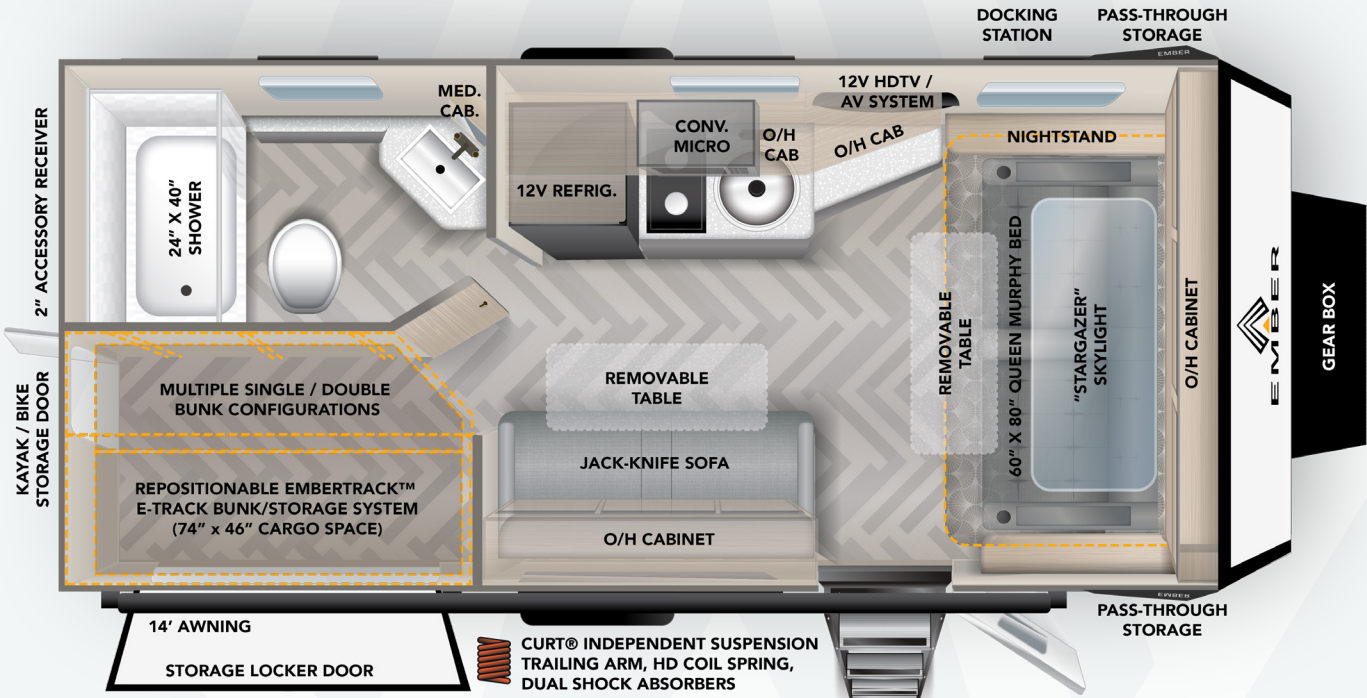 DOCKING
STATION
PASS-THROUGH
STORAGE
EMBER
2” ACCESSORY RECEIVER
MED.
CAB.
24” X 40”
SHOWER
12V REFRIG.
CONV.
MICRO
O/H
CAB
12V HDTV /
AV SYSTEM
O/H CAB
NIGHTSTAND
REMOVABLE
TABLE
60” X 80” QUEEN MURPHY BED
“STARGAZER”
SKYLIGHT
O/H CABINET
EMBER
GEAR BOX
KAYAK / BIKE
STORAGE DOOR
MULTIPLE SINGLE / DOUBLE
BUNK CONFIGURATIONS
REPOSITIONABLE EMBERTRACK™
E-TRACK BUNK/STORAGE SYSTEM
(74” x 46” CARGO SPACE)
REMOVABLE
TABLE
JACK-KNIFE SOFA
O/H CABINET
EMBER
PASS-THROUGH
STORAGE
14’ AWNING
STORAGE LOCKER DOOR
CURT® INDEPENDENT SUSPENSION
TRAILING ARM, HD COIL SPRING,
DUAL SHOCK ABSORBERS